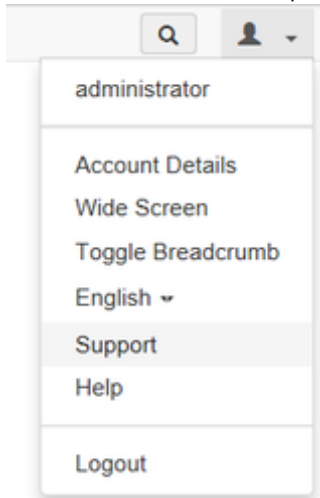 administrator
Account Details
Wide Screen
Toggle Breadcrumb
English
Support
Help
Logout